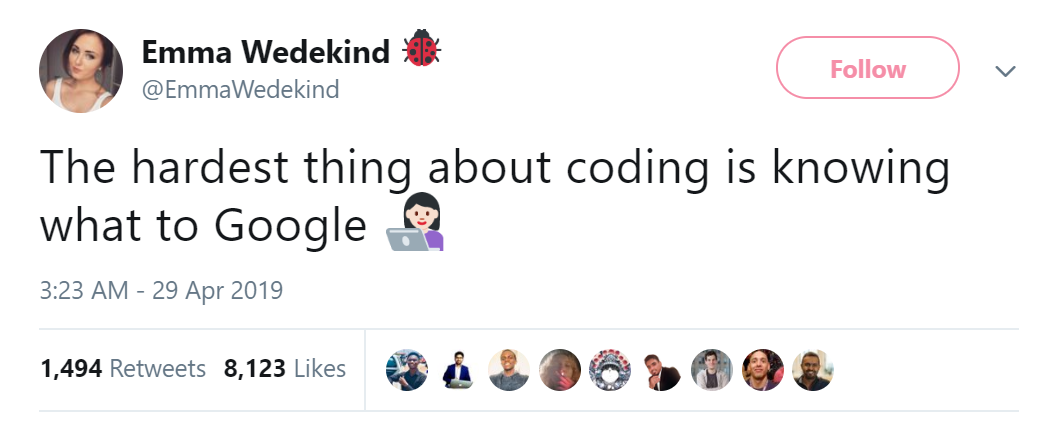 Emma Wedekind 🐞
@EmmaWedekind
Follow
The hardest thing about coding is knowing
what to Google 👩🏻‍💻
3:23 AM - 29 Apr 2019
1,494 Retweets 8,123 Likes